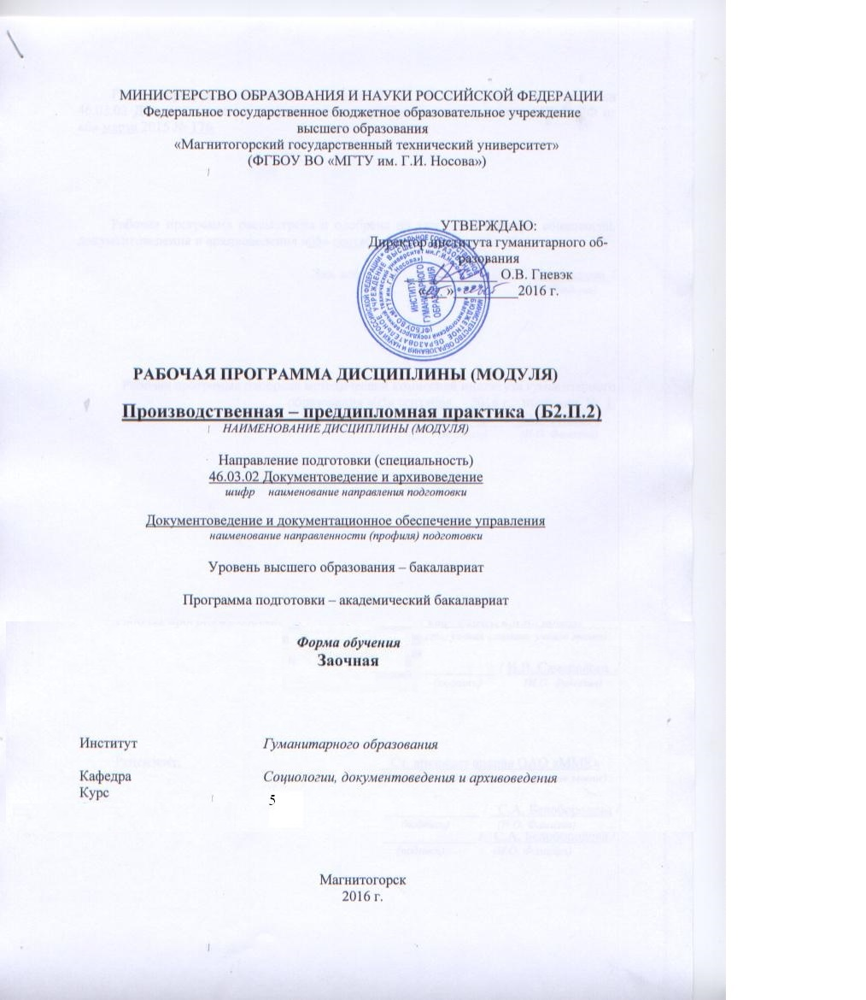 МИНИСТЕРСТВО ОБРАЗОВАНИЯ И НАУКИ РОССИЙСКОЙ ФЕДЕРАЦИИ
Федеральное государственное бюджетное образовательное учреждение
высшего образования
«Магнитогорский государственный технический университет»
(ФГБОУ ВО «МГТУ им. Г.И. Носова»)
УТВЕРЖДАЮ:
Директор института гуманитарного об-
разования
О.В. Гневэк
ИНСТИТУТ
ГУМАНИТАРНОГО
ОБРАЗОВАНИЯ
2016 г.
РАБОЧАЯ ПРОГРАММА ДИСЦИПЛИНЫ (МОДУЛЯ)
Производственная – преддипломная практика (Б2.П.2)
НАИМЕНОВАНИЕ ДИСЦИПЛИНЫ (МОДУЛЯ)
Направление подготовки (специальность)
46.03.02 Документоведение и архивоведение
шифр наименование направления подготовки
Документоведение и документационное обеспечение управления
наименование направленности (профиля) подготовки
Уровень высшего образования – бакалавриат
Программа подготовки – академический бакалавриат
Форма обучения
Заочная
Институт Гуманитарного образования
Кафедра Социологии, документоведения и архивоведения
Курс 5
Магнитогорск
2016 г.